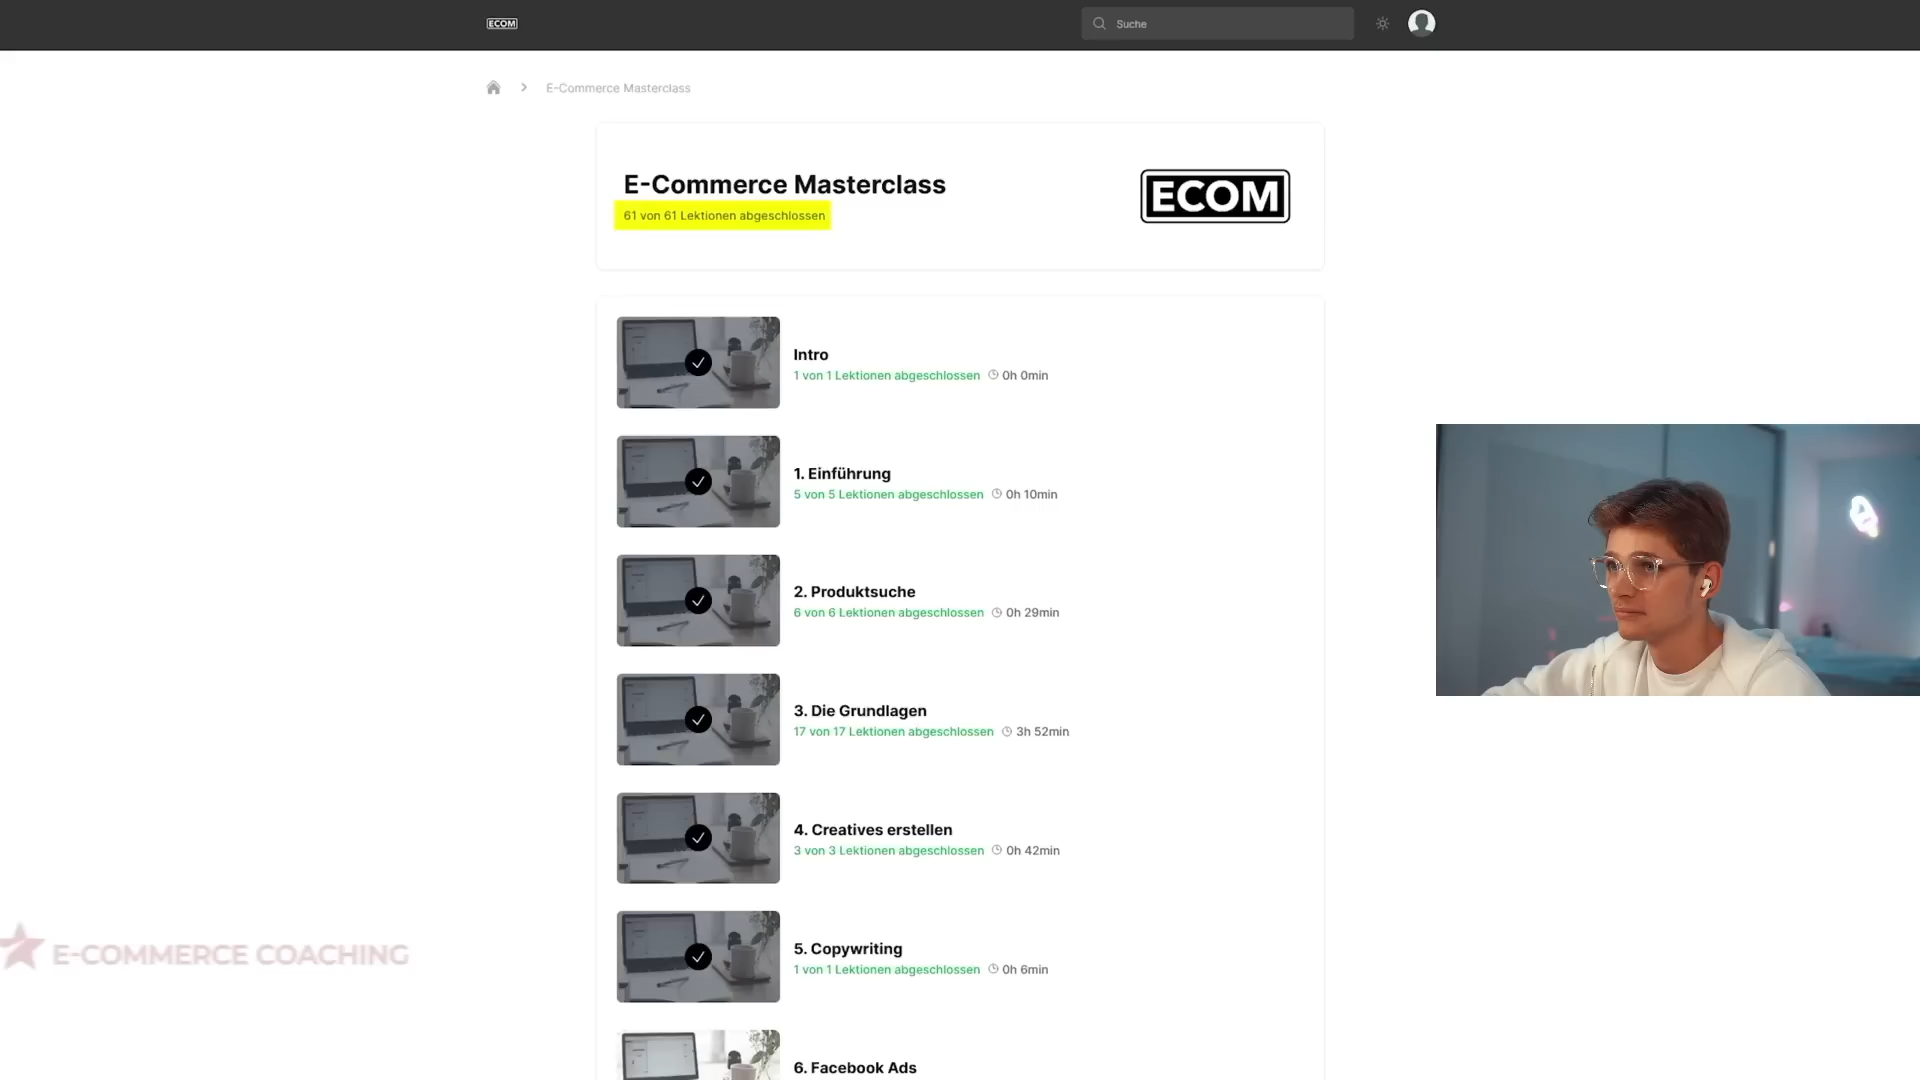 ECOM
Suche
E-Commerce Masterclass
E-Commerce Masterclass
61 von 61 Lektionen abgeschlossen
ECOM
Intro
1 von 1 Lektionen abgeschlossen 0h 0min
1. Einführung
5 von 5 Lektionen abgeschlossen 0h 10min
2. Produktsuche
6 von 6 Lektionen abgeschlossen 0h 29min
3. Die Grundlagen
17 von 17 Lektionen abgeschlossen 3h 52min
4. Creatives erstellen
3 von 3 Lektionen abgeschlossen 0h 42min
5. Copywriting
1 von 1 Lektionen abgeschlossen 0h 6min
6. Facebook Ads
E-COMMERCE COACHING